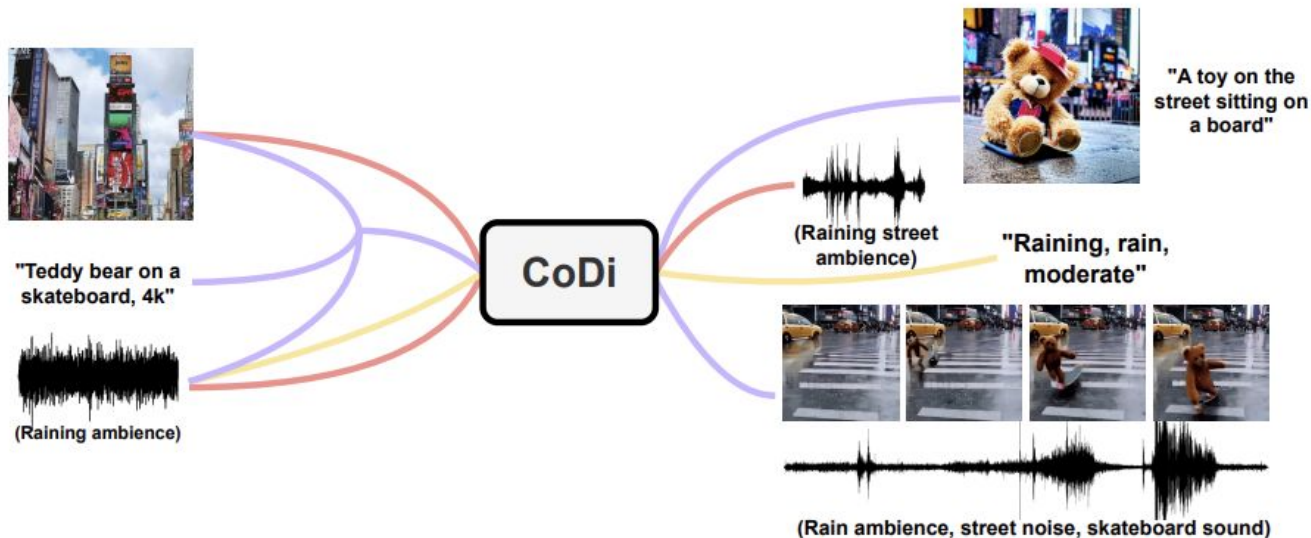 "Teddy bear on a
skateboard, 4k"
(Raining ambience)
CoDi
"A toy on the
street sitting on
a board"
(Raining street
ambience)
"Raining, rain,
moderate"
(Rain ambience, street noise, skateboard sound)